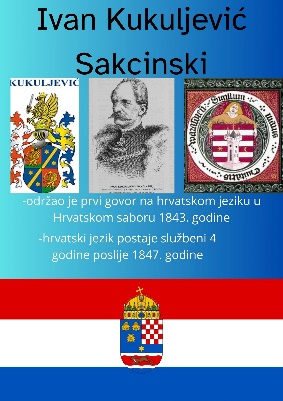 Ivan Kukuljević
Sakcinski
KUKULJEVIĆ
-održao je prvi govor na hrvatskom jeziku u
Hrvatskom saboru 1843. godine
-hrvatski jezik postaje službeni 4
godine poslije 1847. godine